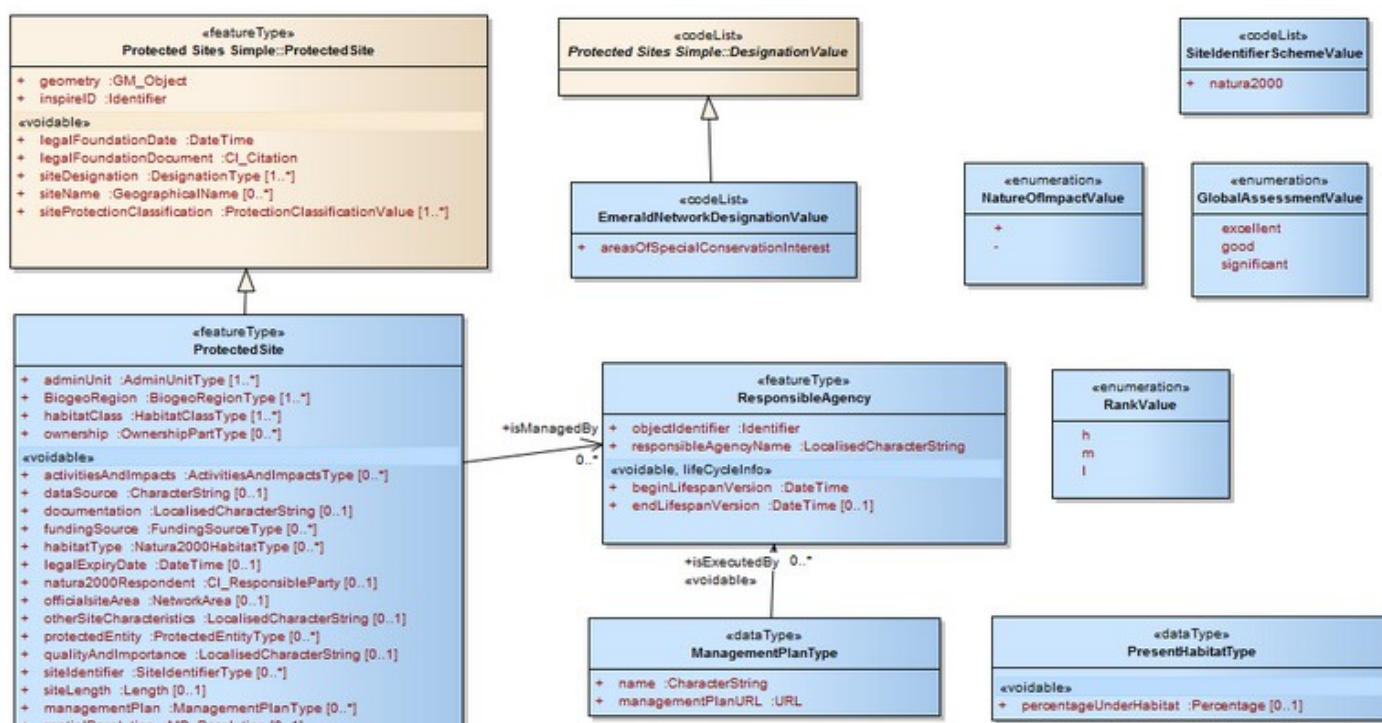 «featureType»
Protected Sites Simple::ProtectedSite
+ geometry :GM_Object
+ inspireID :Identifier
«voidable»
+ legalFoundationDate :DateTime
+ legalFoundationDocument :CI_Citation
+ siteDesignation :DesignationType [1..*]
+ siteName :GeographicalName [0..*]
+ siteProtectionClassification :ProtectionClassificationValue [1..*]
«codeList»
Protected Sites Simple::DesignationValue
«codeList»
SiteIdentifierSchemeValue
+ natura2000
«codeList»
EmeraldNetworkDesignationValue
+ areasOfSpecialConservationInterest
«enumeration»
NatureOfImpactValue
+
-
«enumeration»
GlobalAssessmentValue
excellent
good
significant
«featureType»
ProtectedSite
+ adminUnit :AdminUnitType [1..*]
+ BiogeoRegion :BiogeoRegionType [1..*]
+ habitatClass :HabitatClassType [1..*]
+ ownership :OwnershipPartType [0..*]
«voidable»
+ activitiesAndImpacts :ActivitiesAndImpactsType [0..*]
+ dataSource :CharacterString [0..1]
+ documentation :LocalisedCharacterString [0..1]
+ fundingSource :FundingSourceType [0..*]
+ habitatType :Natura2000HabitatType [0..*]
+ legalExpiryDate :DateTime [0..1]
+ natura2000Respondent :CI_ResponsibleParty [0..1]
+ officialsiteArea :NetworkArea [0..1]
+ otherSiteCharacteristics :LocalisedCharacterString [0..1]
+ protectedEntity :ProtectedEntityType [0..*]
+ qualityAndImportance :LocalisedCharacterString [0..1]
+ siteIdentifier :SiteIdentifierType [0..*]
+ siteLength :Length [0..1]
+ managementPlan :ManagementPlanType [0..*]
+isManagedBy
0..*
«featureType»
ResponsibleAgency
+ objectIdentifier :Identifier
+ responsibleAgencyName :LocalisedCharacterString
«voidable, lifeCycleInfo»
+ beginLifespanVersion :DateTime
+ endLifespanVersion :DateTime [0..1]
«enumeration»
RankValue
h
m
l
+isExecutedBy 0..*
«voidable»
«dataType»
ManagementPlanType
+ name :CharacterString
+ managementPlanURL :URL
«dataType»
PresentHabitatType
«voidable»
+ percentageUnderHabitat :Percentage [0..1]